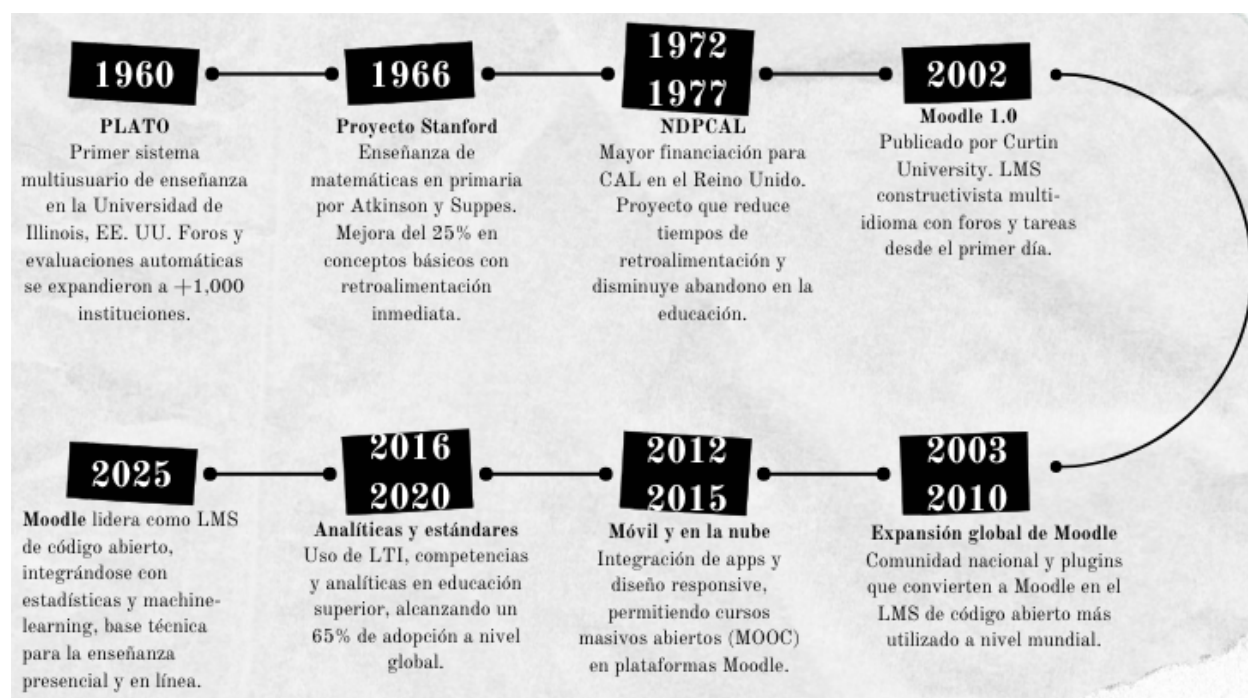 1960
PLATO
Primer sistema
multiusuario de enseñanza
en la Universidad de
Illinois, EE. UU. Foros y
evaluaciones automáticas
se expandieron a +1,000
instituciones.
1966
Proyecto Stanford
Enseñanza de
matemáticas en primaria
por Atkinson y Suppes.
Mejora del 25% en
conceptos básicos con
retroalimentación
inmediata.
1972
1977
NDPCAL
Mayor financiación para
CAL en el Reino Unido.
Proyecto que reduce
tiempos de
retroalimentación y
disminuye abandono en la
educación.
2002
Moodle 1.0
Publicado por Curtin
University. LMS
constructivista multi-
idioma con foros y tareas
desde el primer día.
2003
2010
Expansión global de Moodle
Comunidad nacional y plugins
que convierten a Moodle en el
LMS de código abierto más
utilizado a nivel mundial.
2012
2015
Móvil y en la nube
Integración de apps y
diseño responsive,
permitiendo cursos
masivos abiertos (MOOC)
en plataformas Moodle.
2016
2020
Analíticas y estándares
Uso de LTI, competencias
y analíticas en educación
superior, alcanzando un
65% de adopción a nivel
global.
2025
Moodle lidera como LMS
de código abierto,
integrándose con
estadísticas y machine-
learning, base técnica
para la enseñanza
presencial y en línea.